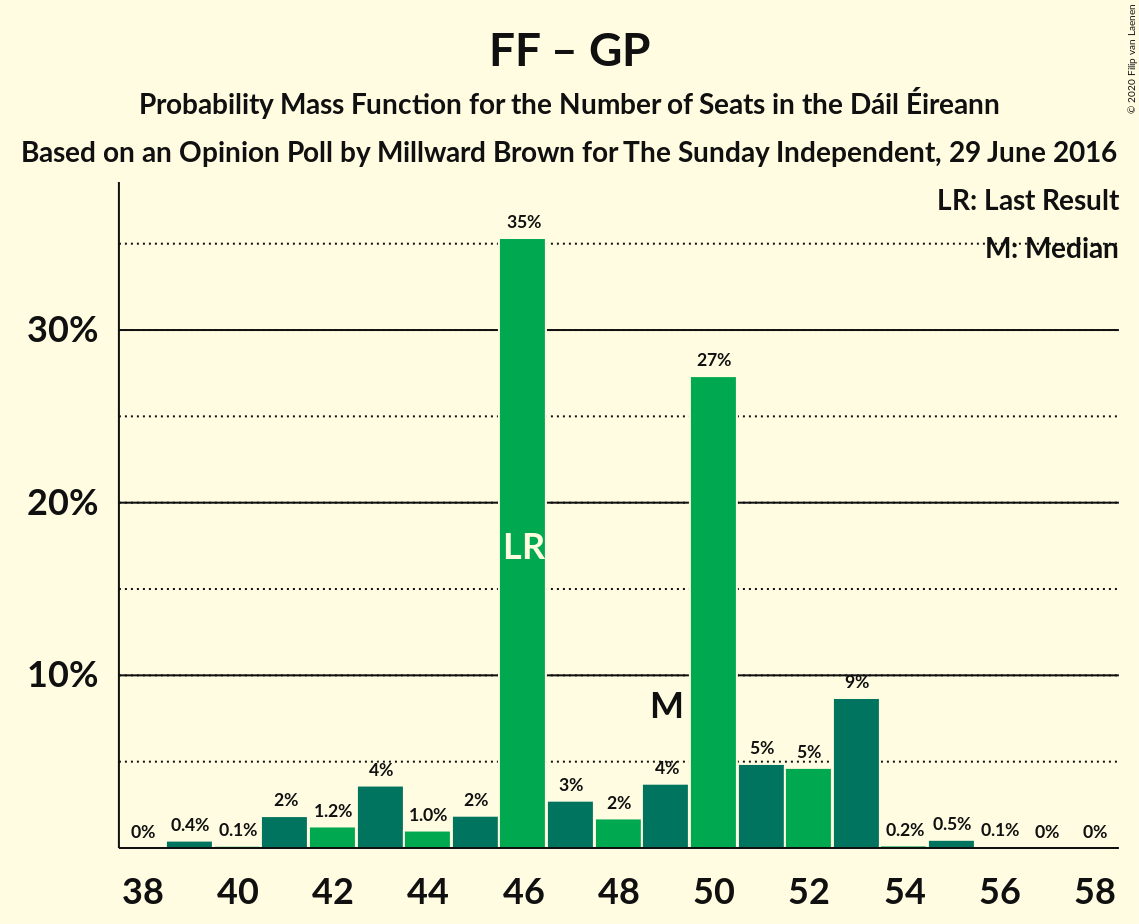 FF – GP
Probability Mass Function for the Number of Seats in the Dáil Éireann
Based on an Opinion Poll by Millward Brown for The Sunday Independent, 29 June 2016
© 2020 Filip van Laenen
LR: Last Result
M: Median
30%
20%
10%
0%
0.4%
0.1%
2%
1.2%
4%
1.0%
2%
35%
3%
2%
4%
27%
5%
5%
9%
0.2%
0.5%
0.1%
0%
0%
LR
M
38 40 42 44 46 48 50 52 54 56 58